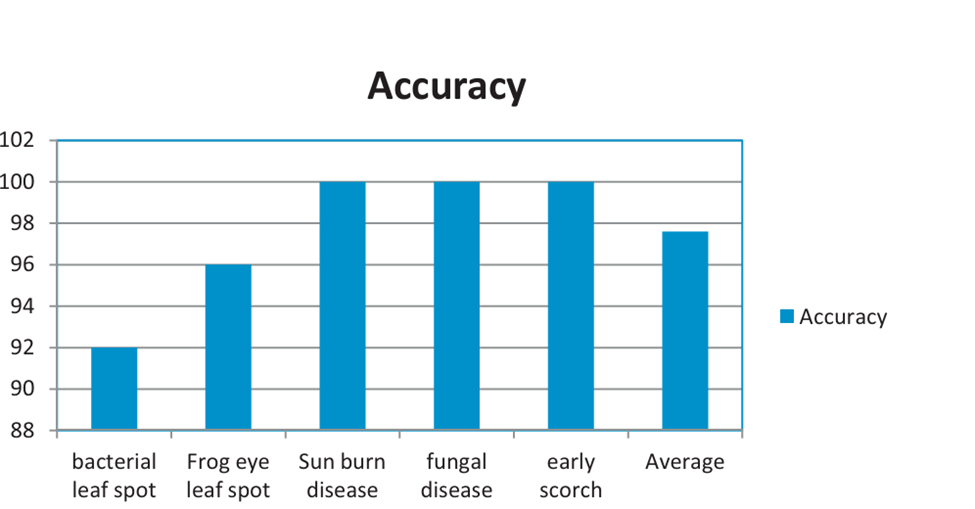 Accuracy
102
100
98
96
94
92
90
88
bacterial
leaf spot
Frog eye
leaf spot
Sun burn
disease
fungal
disease
early
scorch
Average
Accuracy